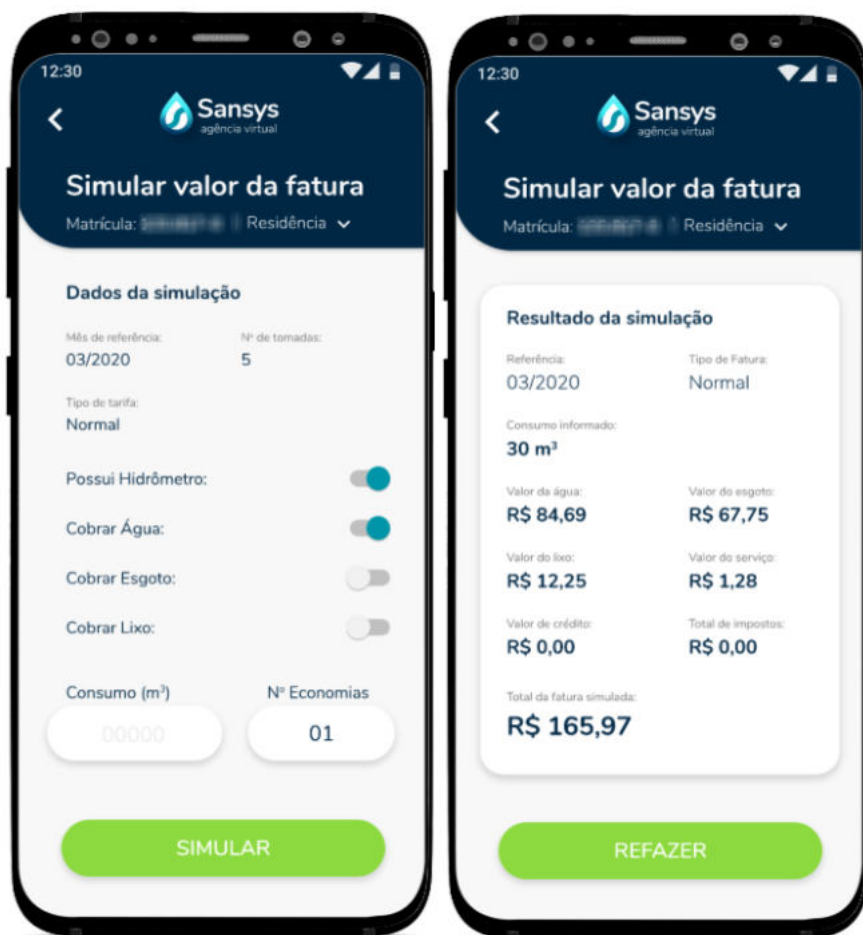 12:30
Sansys
agência virtual
Simular valor da fatura
Matrícula: | Residência
Dados da simulação
Mês de referência: Nº de tomadas:
03/2020 5
Tipo de tarifa:
Normal
Possui Hidrômetro:
Cobrar Água:
Cobrar Esgoto:
Cobrar Lixo:
Consumo (m³) Nº Economias
00000 01
SIMULAR
12:30
Sansys
agência virtual
Simular valor da fatura
Matrícula: | Residência
Resultado da simulação
Referência: Tipo de Fatura:
03/2020 Normal
Consumo informado:
30 m³
Valor da água: Valor do esgoto:
R$ 84,69 R$ 67,75
Valor do lixo: Valor do serviço:
R$ 12,25 R$ 1,28
Valor de crédito: Total de impostos:
R$ 0,00 R$ 0,00
Total da fatura simulada:
R$ 165,97
REFAZER